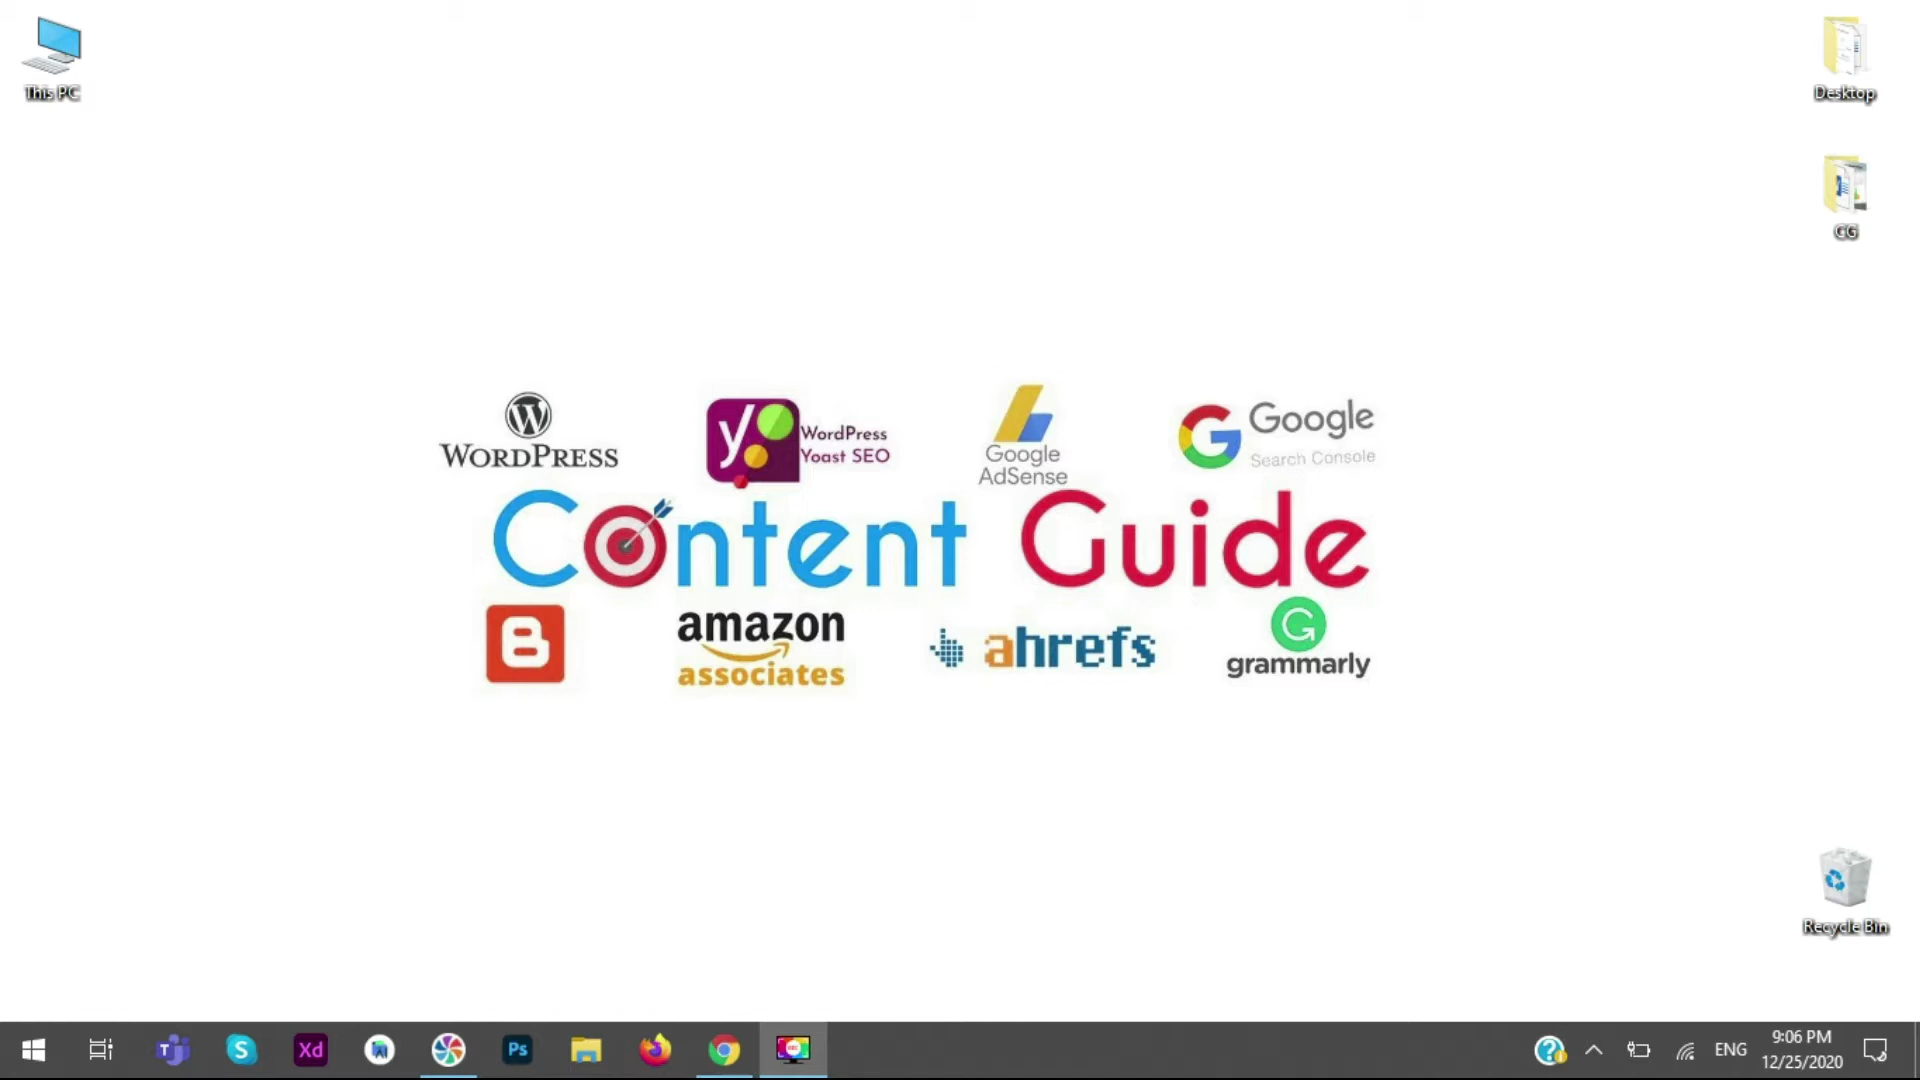 This PC
Desktop
CG
WORDPRESS
WordPress
Yoast SEO
Google
AdSense
Google
Search Console
Content Guide
amazon
associates
ahrefs
grammarly
Recycle Bin
Xd
Ps
ENG
9:06 PM
12/25/2020